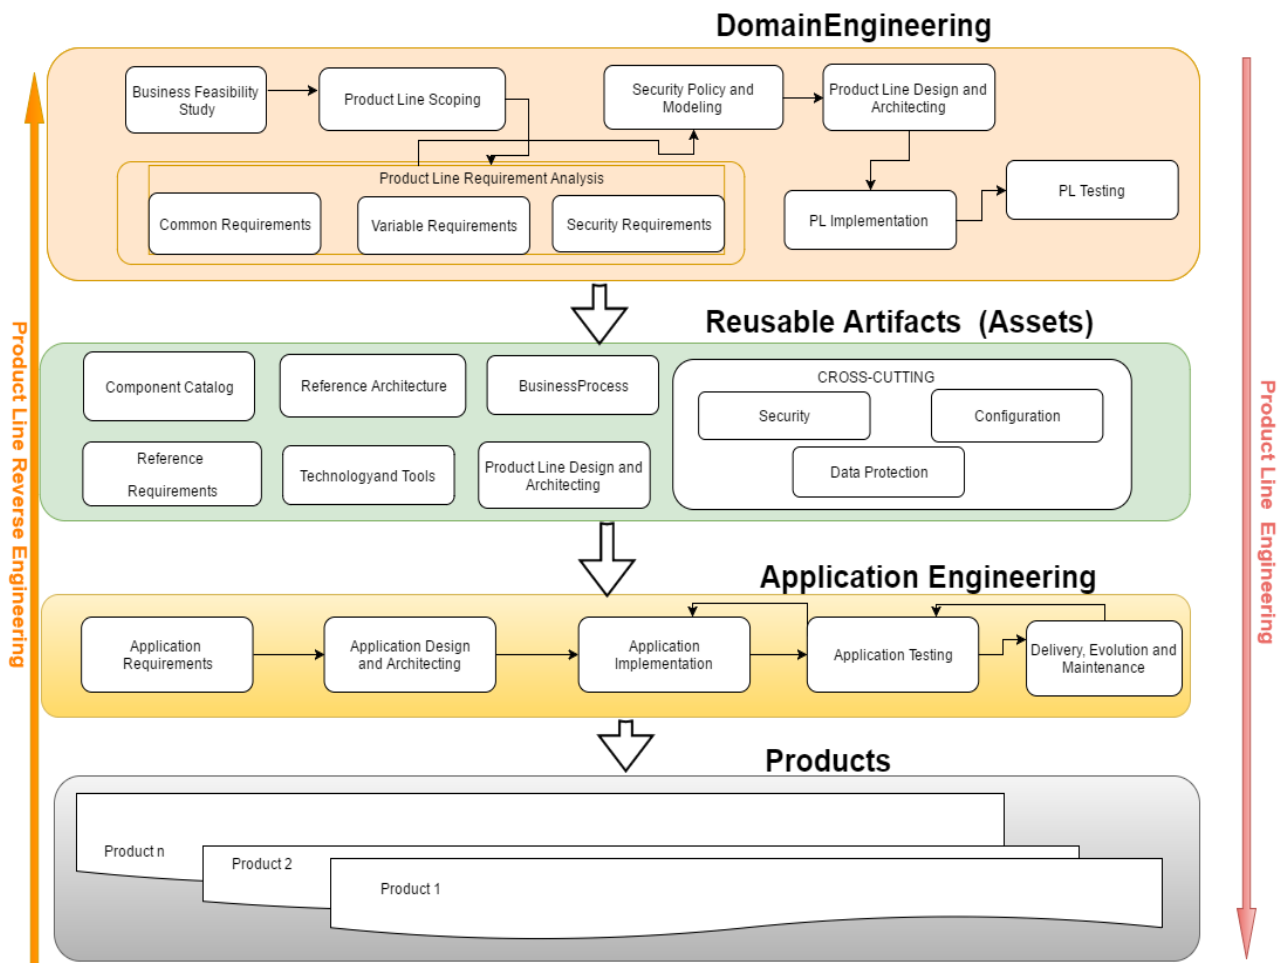 DomainEngineering
Business Feasibility
Study
Product Line Scoping
Security Policy and
Modeling
Product Line Design and
Architecting
Product Line Requirement Analysis
Common Requirements
Variable Requirements
Security Requirements
PL Implementation
PL Testing
Reusable Artifacts (Assets)
Component Catalog
Reference Architecture
BusinessProcess
CROSS-CUTTING
Security
Configuration
Data Protection
Reference
Requirements
Technologyand Tools
Product Line Design and
Architecting
Application Engineering
Application
Requirements
Application Design
and Architecting
Application
Implementation
Application Testing
Delivery, Evolution and
Maintenance
Products
Product n
Product 2
Product 1
Product Line Reverse Engineering
Product Line Engineering